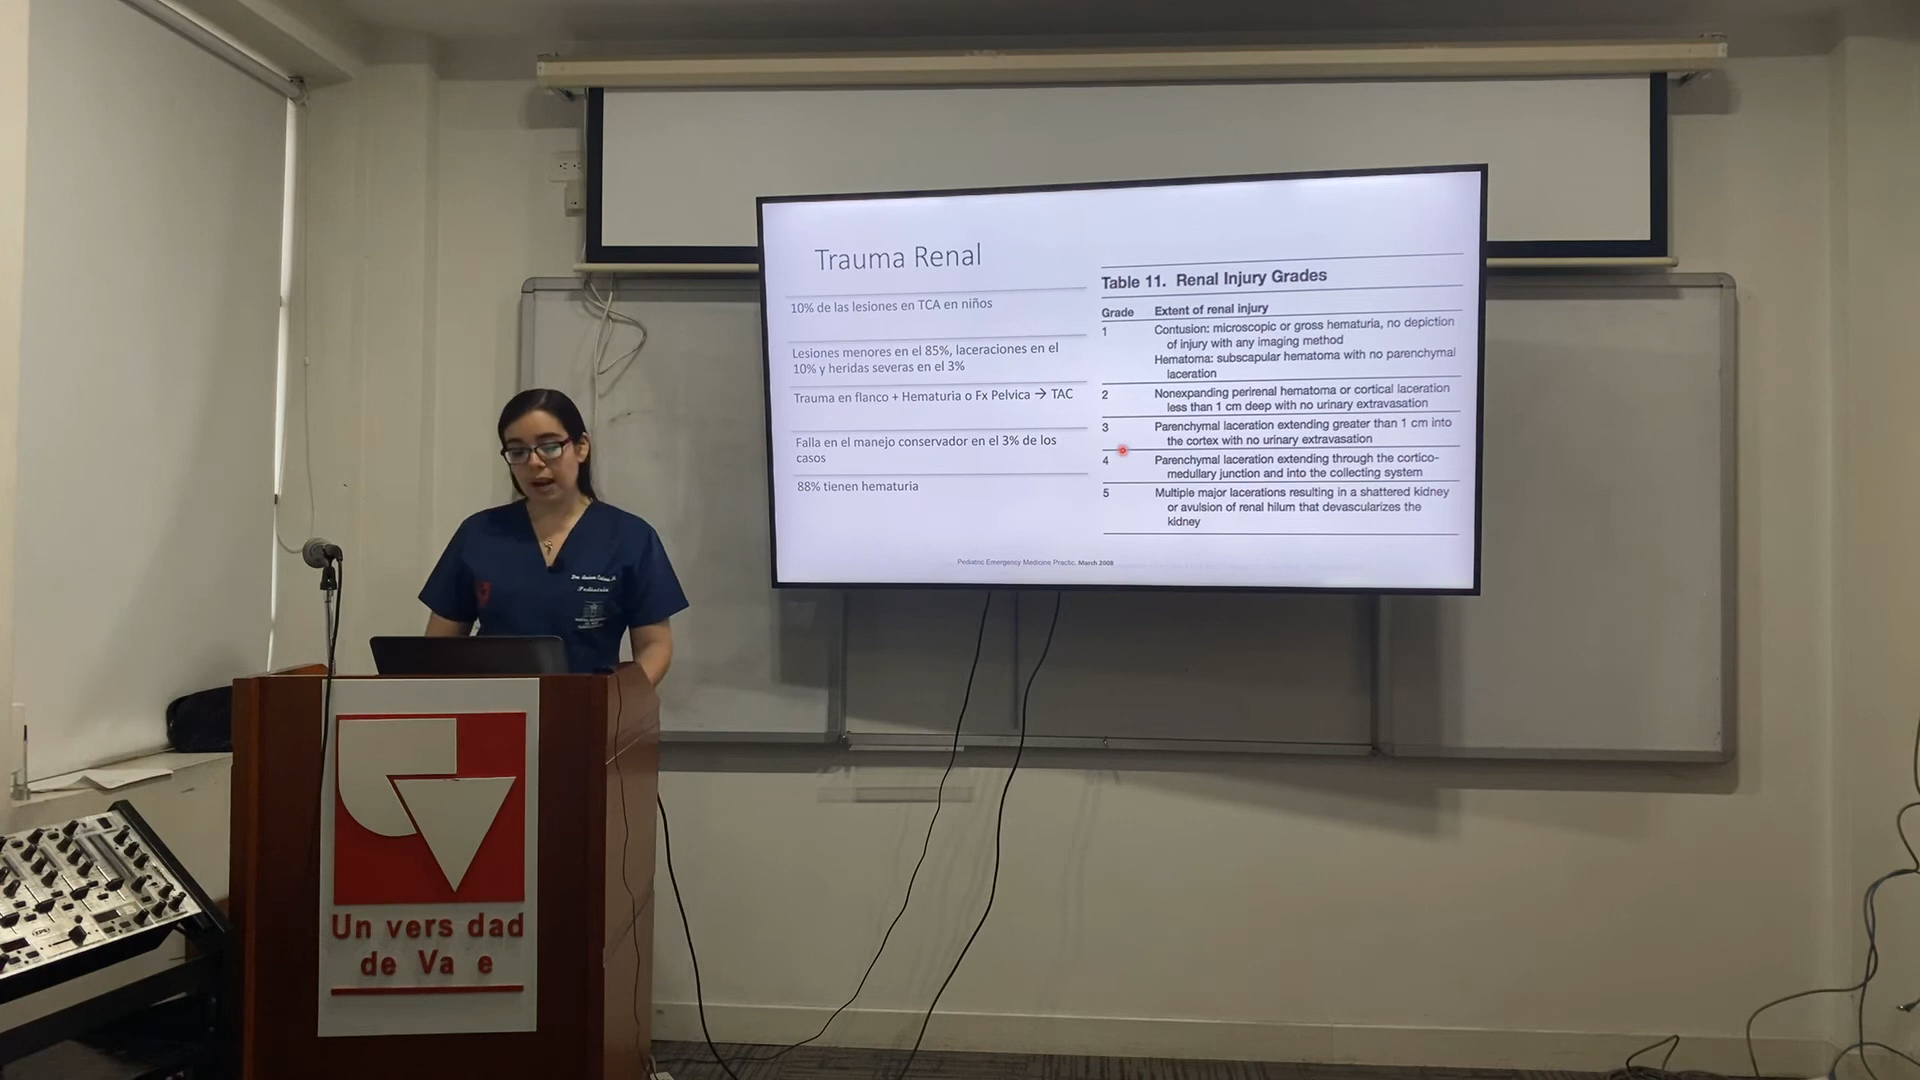 Trauma Renal
10% de las lesiones en TCA en niños
Lesiones menores en el 85%, laceraciones en el
10% y heridas severas en el 3%
Trauma en flanco + Hematuria o Fx Pelvica → TAC
Falla en el manejo conservador en el 3% de los
casos
88% tienen hematuria
Table 11. Renal Injury Grades
Grade Extent of renal injury
1 Contusion: microscopic or gross hematuria, no depiction
of injury with any imaging method
Hematoma: subscapular hematoma with no parenchymal
laceration
2 Nonexpanding perirenal hematoma or cortical laceration
less than 1 cm deep with no urinary extravasation
3 Parenchymal laceration extending greater than 1 cm into
the cortex with no urinary extravasation
4 Parenchymal laceration extending through the cortico-
medullary junction and into the collecting system
5 Multiple major lacerations resulting in a shattered kidney
or avulsion of renal hilum that devascularizes the
kidney
Pediatric Emergency Medicine Practic. March 2008
Pediatría
Un vers dad
de Va e